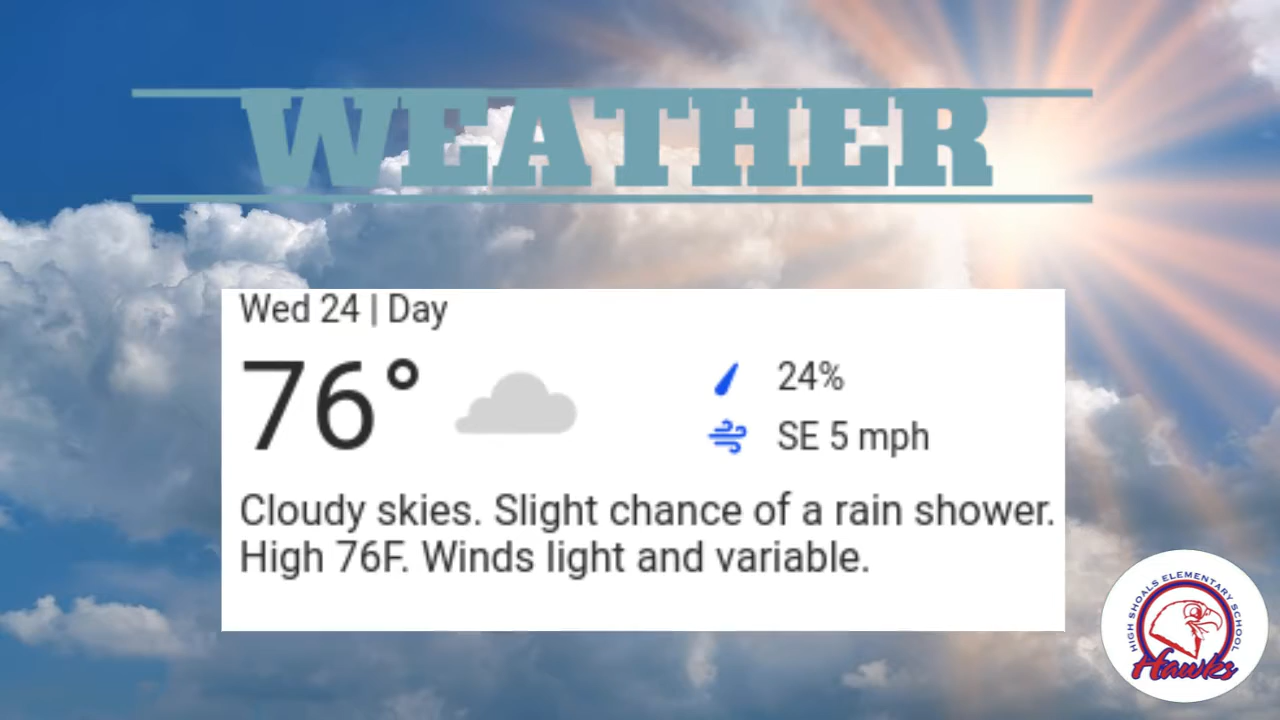 WEATHER
Wed 24 | Day
76°
24%
SE 5 mph
Cloudy skies. Slight chance of a rain shower.
High 76F. Winds light and variable.
HIGH SHOALS ELEMENTARY SCHOOL
Hawks